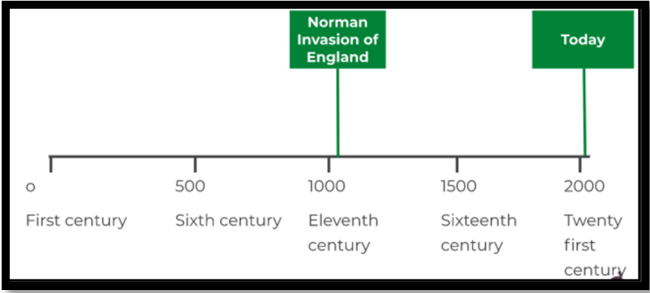 Norman
Invasion of
England
Today
o
500
1000
1500
2000
First century
Sixth century
Eleventh
century
Sixteenth
century
Twenty
first
century